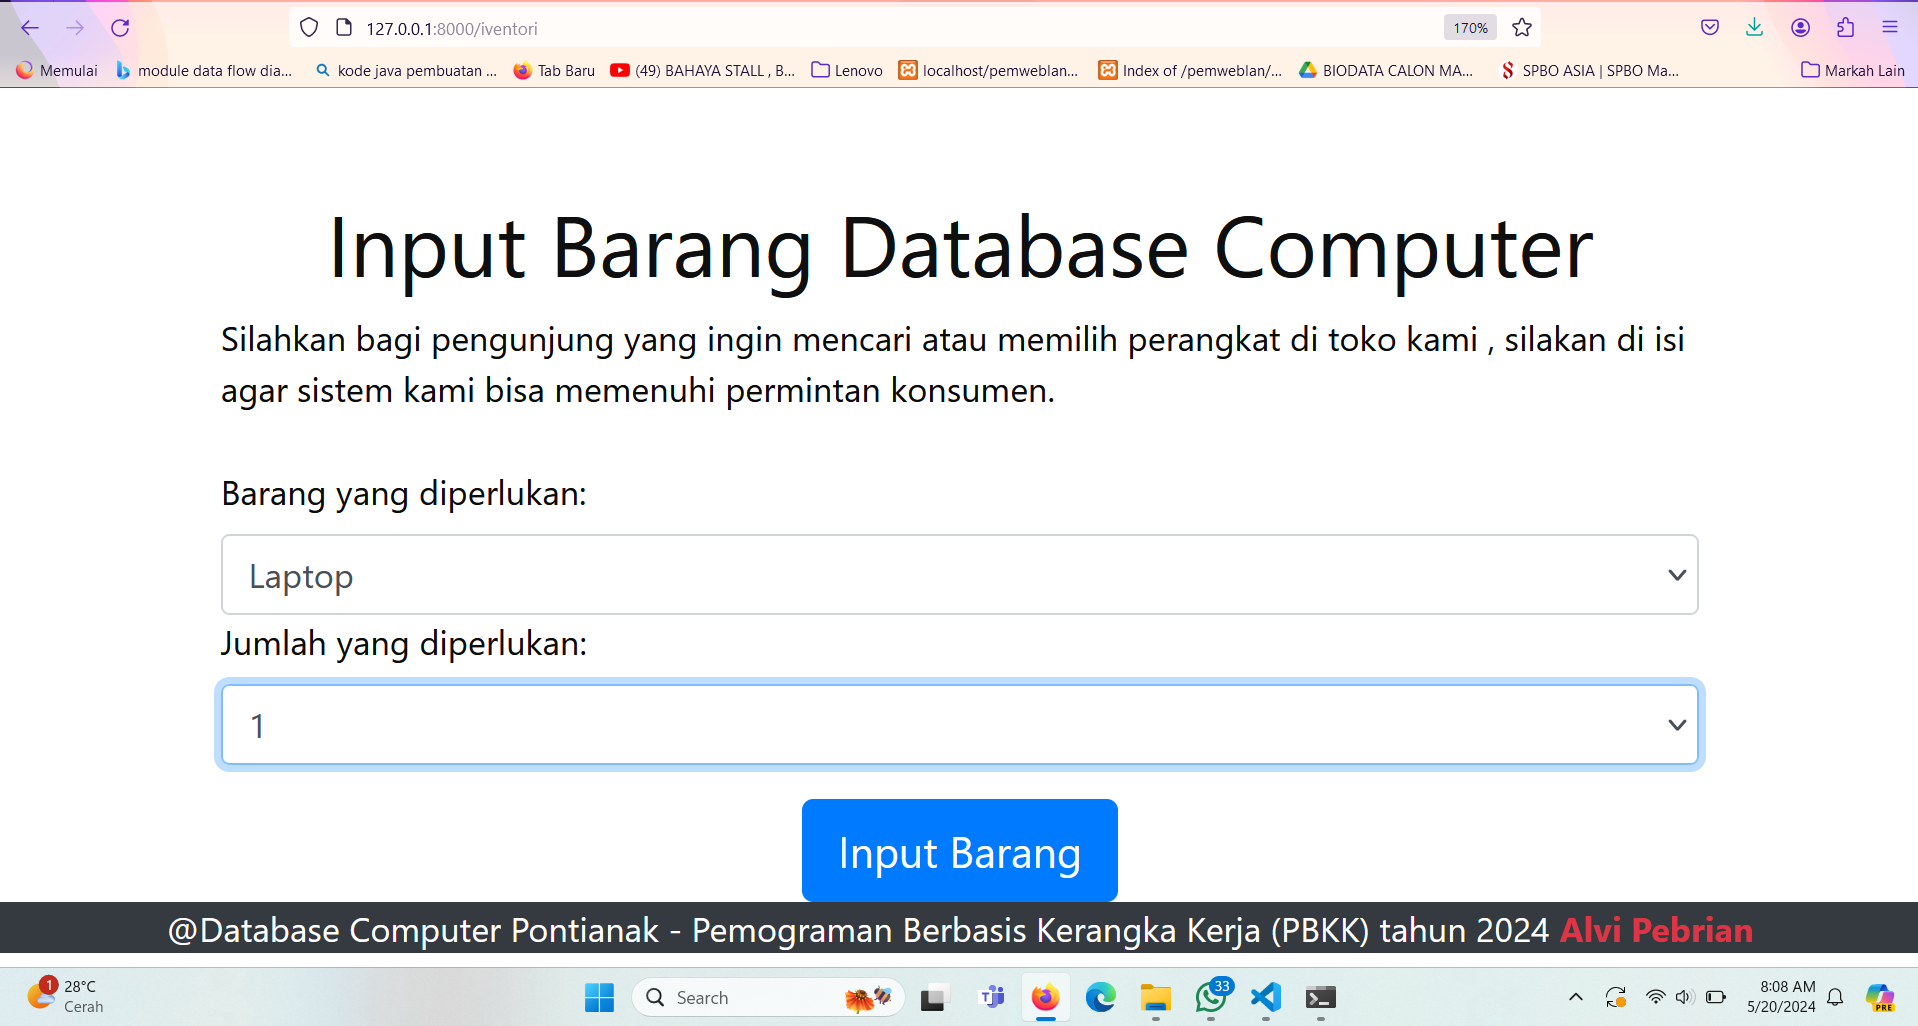 127.0.0.1:8000/iventori
170%
Memulai
module data flow dia...
kode java pembuatan ...
Tab Baru
(49) BAHAYA STALL , B...
Lenovo
localhost/pemweblan...
Index of /pemweblan/...
BIODATA CALON MA...
SPBO ASIA | SPBO Ma...
Markah Lain
Input Barang Database Computer
Silahkan bagi pengunjung yang ingin mencari atau memilih perangkat di toko kami , silakan di isi
agar sistem kami bisa memenuhi permintan konsumen.
Barang yang diperlukan:
Laptop
Jumlah yang diperlukan:
1
Input Barang
@Database Computer Pontianak - Pemograman Berbasis Kerangka Kerja (PBKK) tahun 2024 Alvi Pebrian
1
28°C
Cerah
Search
33
8:08 AM
5/20/2024
PRE